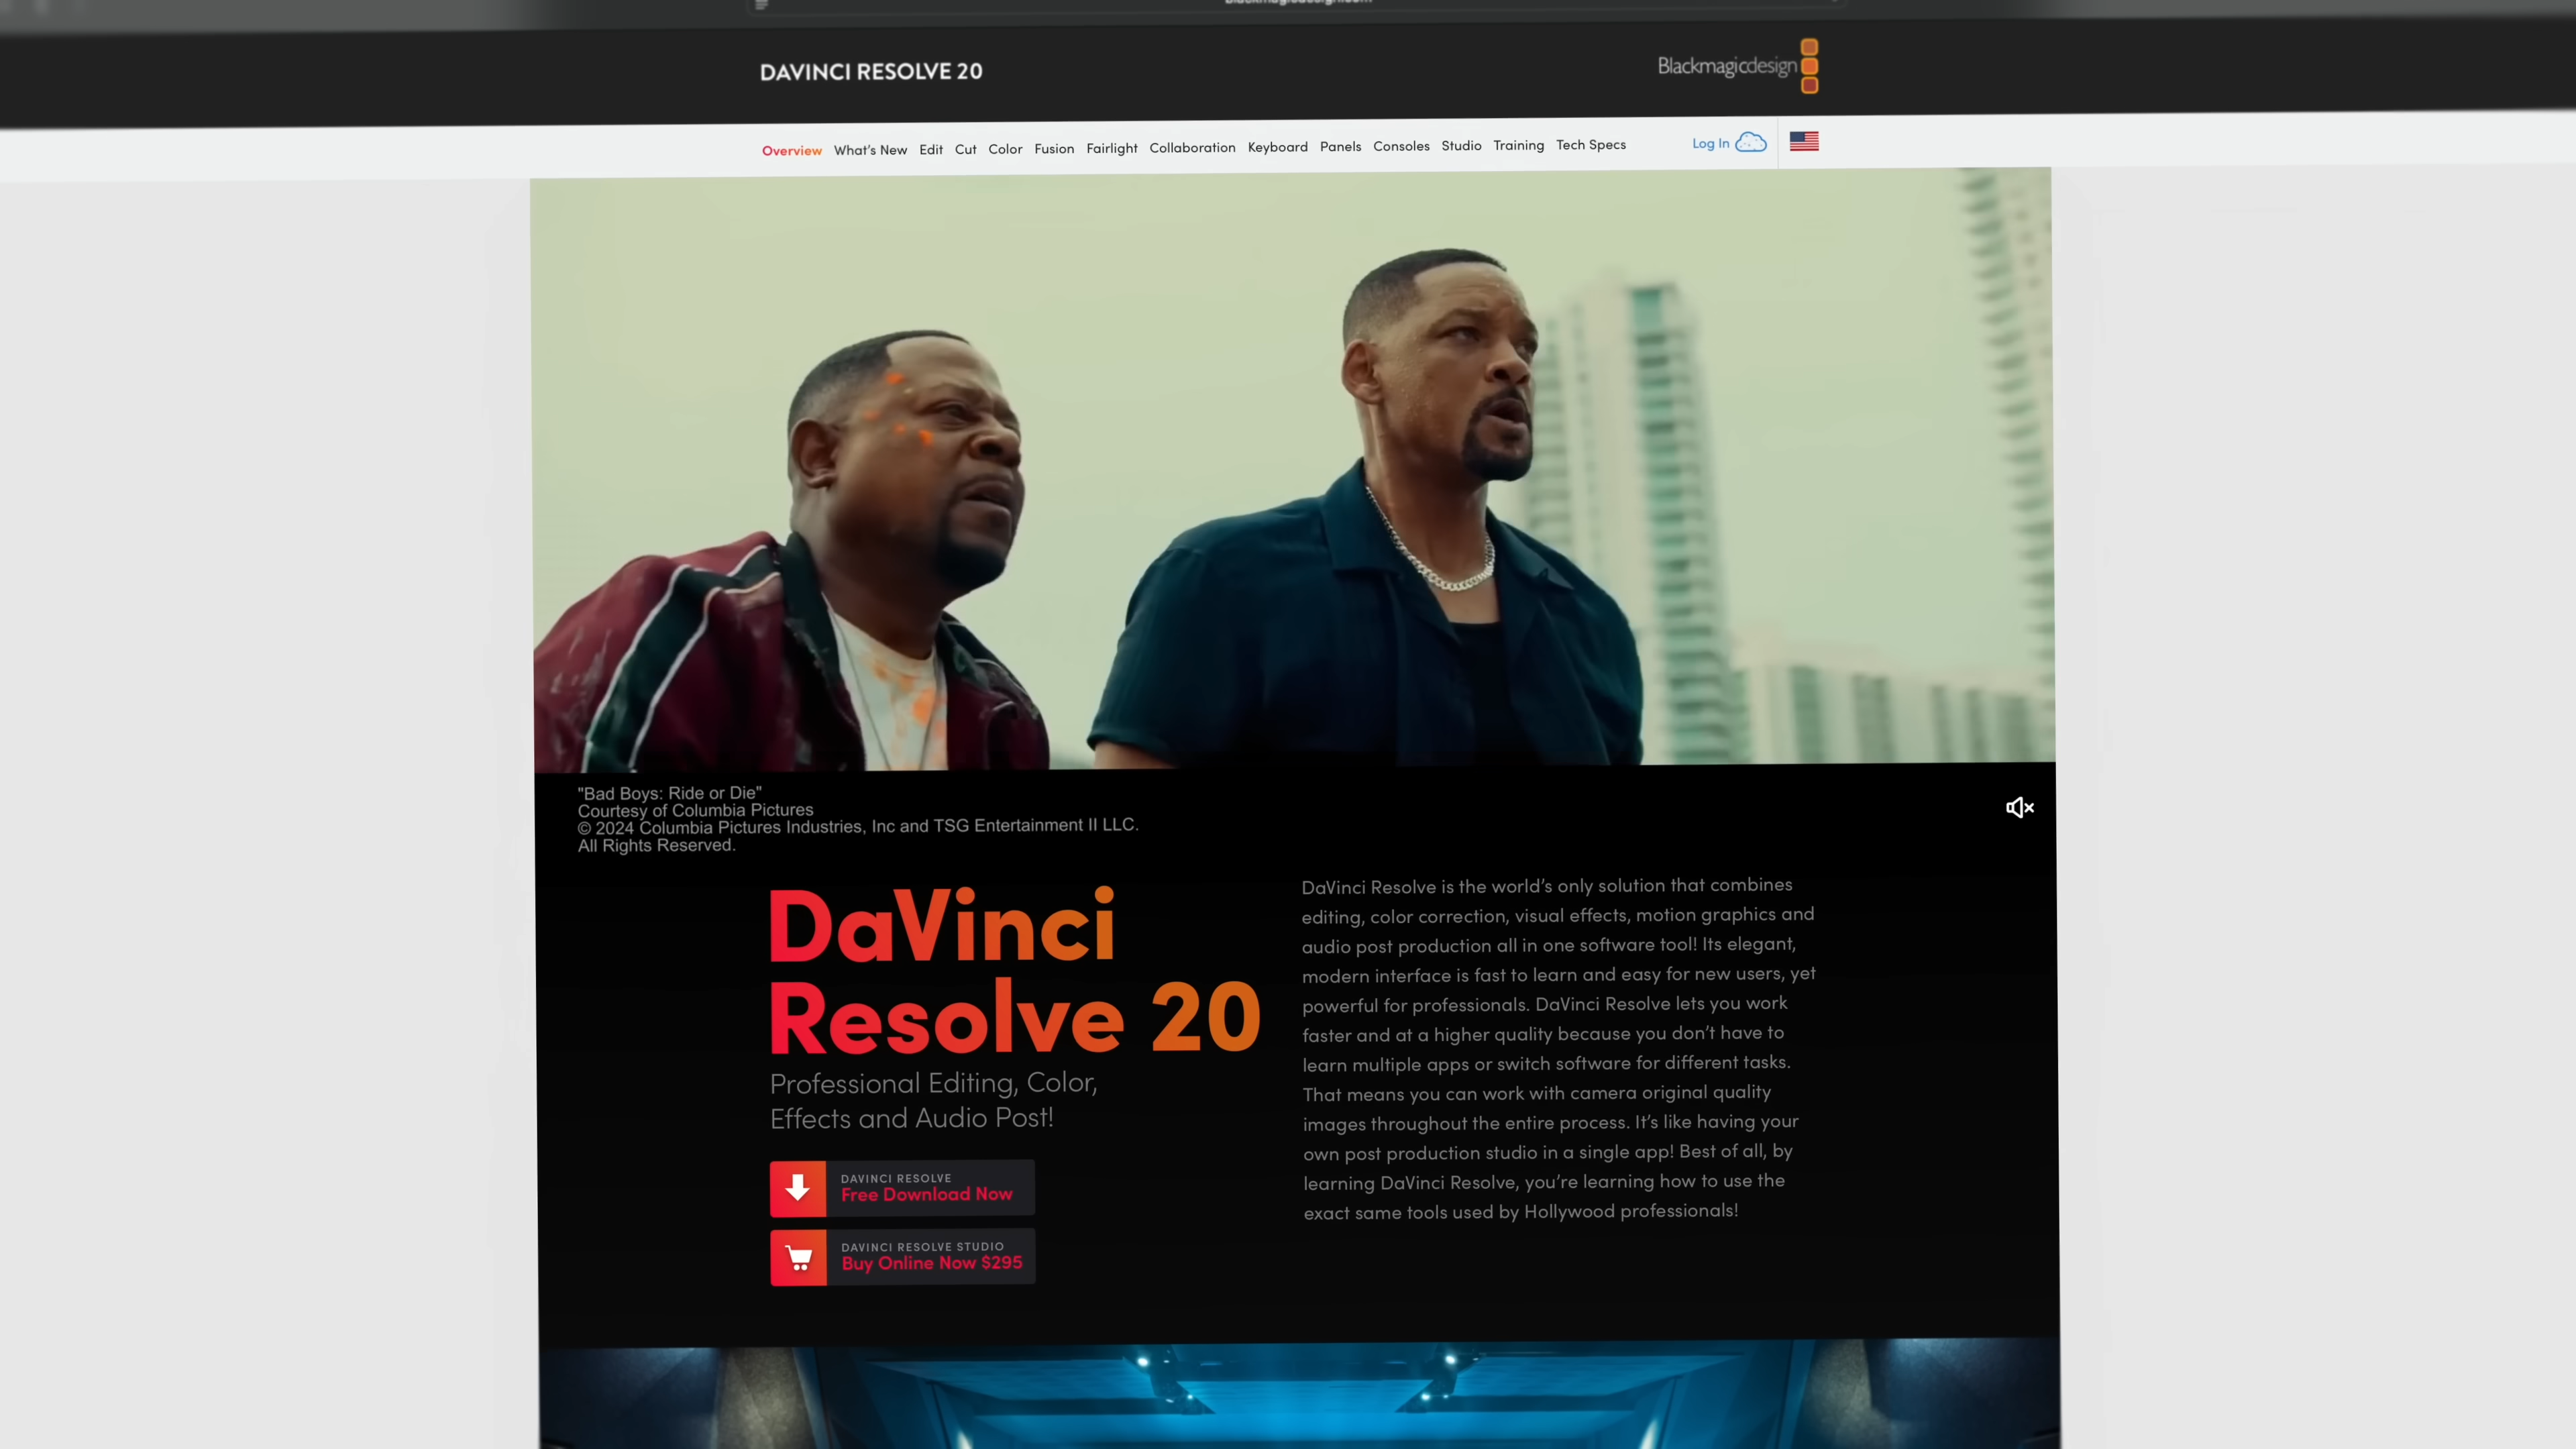 DAVINCI RESOLVE 20
Blackmagicdesign
Overview What's New Edit Cut Color Fusion Fairlight Collaboration Keyboard Panels Consoles Studio Training Tech Specs Log In
"Bad Boys: Ride or Die"
Courtesy of Columbia Pictures
© 2024 Columbia Pictures Industries, Inc and TSG Entertainment II LLC.
All Rights Reserved.
DaVinci
Resolve 20
Professional Editing, Color,
Effects and Audio Post!
DAVINCI RESOLVE
Free Download Now
DAVINCI RESOLVE STUDIO
Buy Online Now $295
DaVinci Resolve is the world's only solution that combines
editing, color correction, visual effects, motion graphics and
audio post production all in one software tool! Its elegant,
modern interface is fast to learn and easy for new users, yet
powerful for professionals. DaVinci Resolve lets you work
faster and at a higher quality because you don't have to
learn multiple apps or switch software for different tasks.
That means you can work with camera original quality
images throughout the entire process. It's like having your
own post production studio in a single app! Best of all, by
learning DaVinci Resolve, you're learning how to use the
exact same tools used by Hollywood professionals!